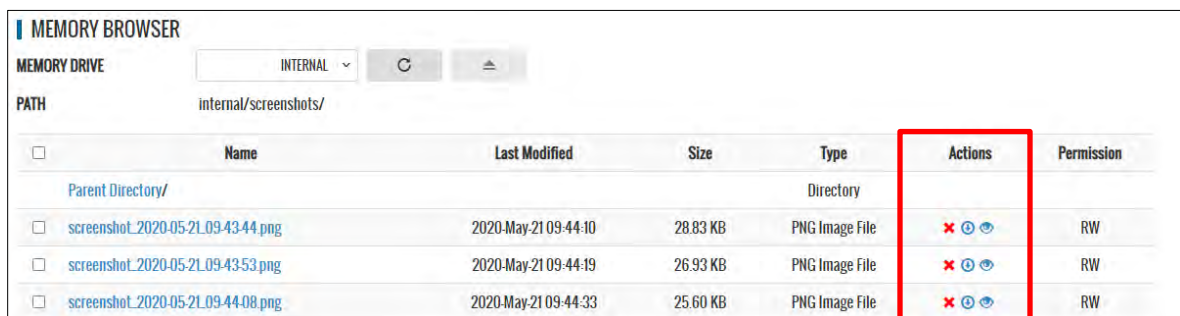 MEMORY BROWSER
MEMORY DRIVE INTERNAL
PATH internal/screenshots/
Name Last Modified Size Type Actions Permission
Parent Directory/ Directory
screenshot_2020-05-21_09-43-44.png 2020-May-21 09:44:10 28.83 KB PNG Image File RW
screenshot_2020-05-21_09-43-53.png 2020-May-21 09:44:19 26.93 KB PNG Image File RW
screenshot_2020-05-21_09-44-08.png 2020-May-21 09:44:33 25.60 KB PNG Image File RW